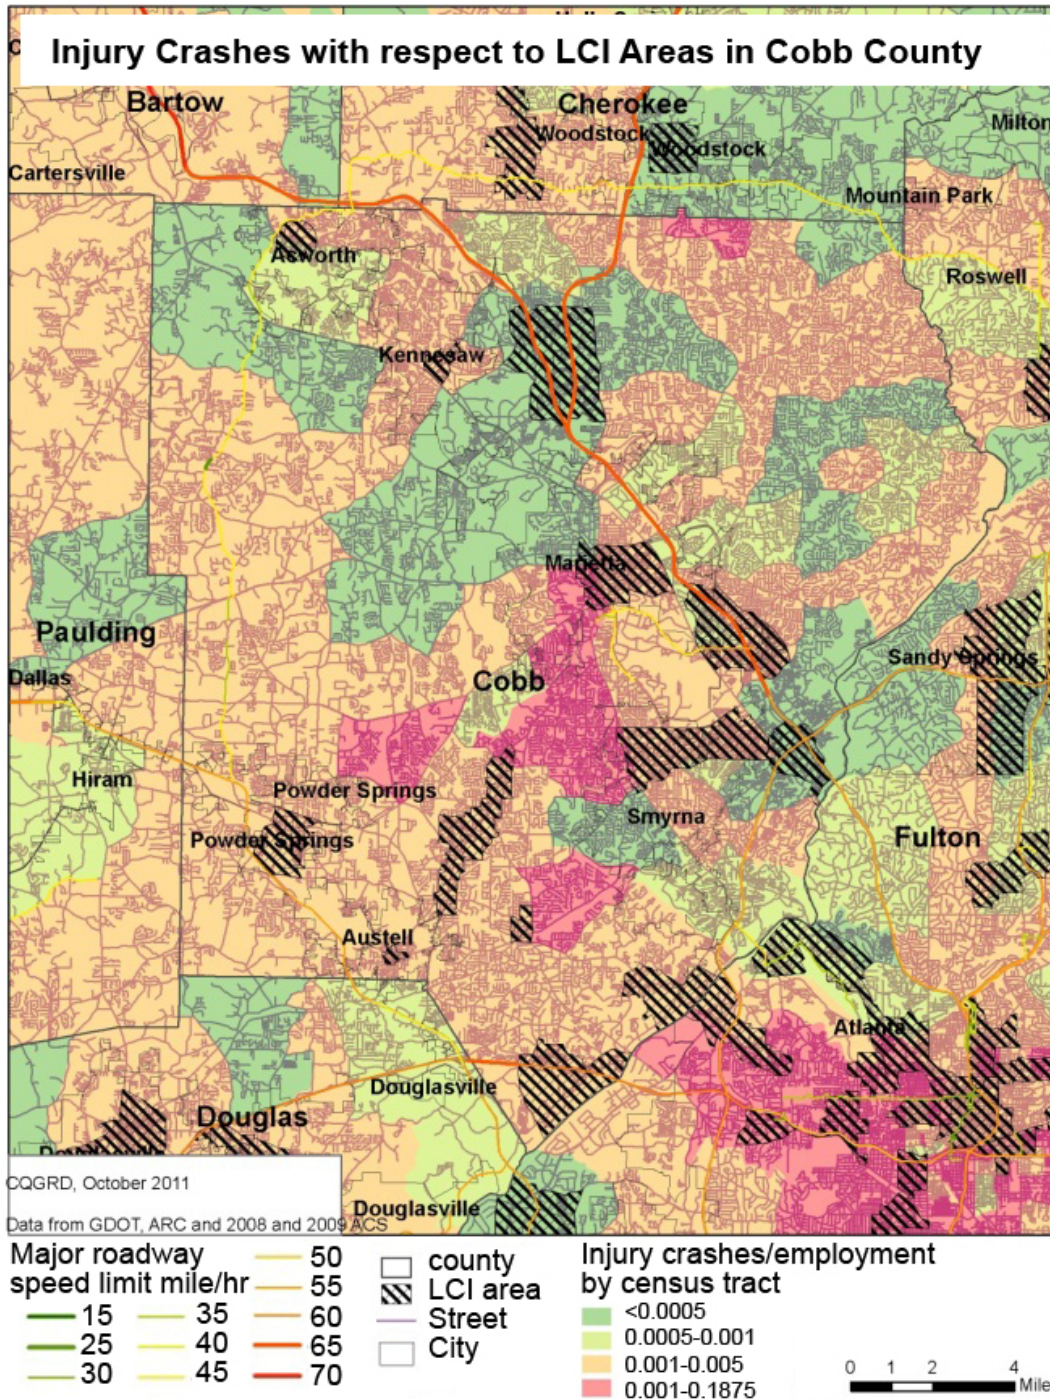 Injury Crashes with respect to LCI Areas in Cobb County
Bartow
Cherokee
Woodstock
Milton
Woodstock
Cartersville
Mountain Park
Acworth
Roswell
Kennesaw
Marietta
Paulding
Sandy Springs
Dallas
Cobb
Hiram
Powder Springs
Smyrna
Powder Springs
Fulton
Austell
Atlanta
Douglasville
Douglas
CQGRD, October 2011
Douglasville
Data from GDOT, ARC and 2008 and 2009 ACS
Major roadway
speed limit mile/hr
15
25
30
35
40
45
50
55
60
65
70
county
LCI area
Street
City
Injury crashes/employment
by census tract
<0.0005
0.0005-0.001
0.001-0.005
0.001-0.1875
0 1 2 4
Mile